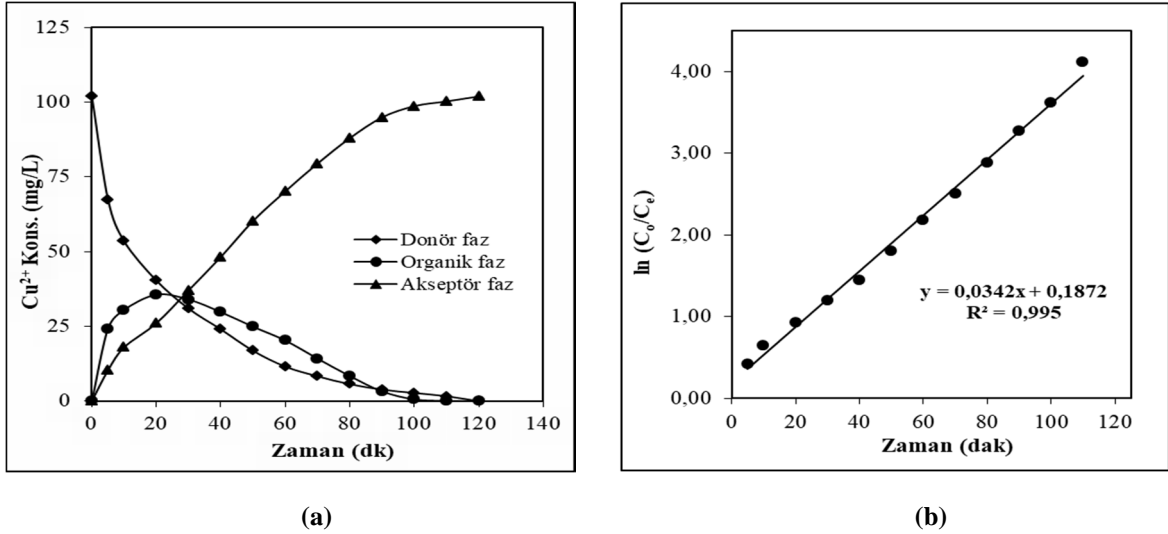 125
100
75
50
25
0
Cu²⁺ Kons. (mg/L)
Donör faz
Organik faz
Akseptör faz
0 20 40 60 80 100 120 140
Zaman (dk)
(a)
4,00
3,00
2,00
1,00
0,00
ln (Cₒ/Cₑ)
y = 0,0342x + 0,1872
R² = 0,995
0 20 40 60 80 100 120
Zaman (dak)
(b)